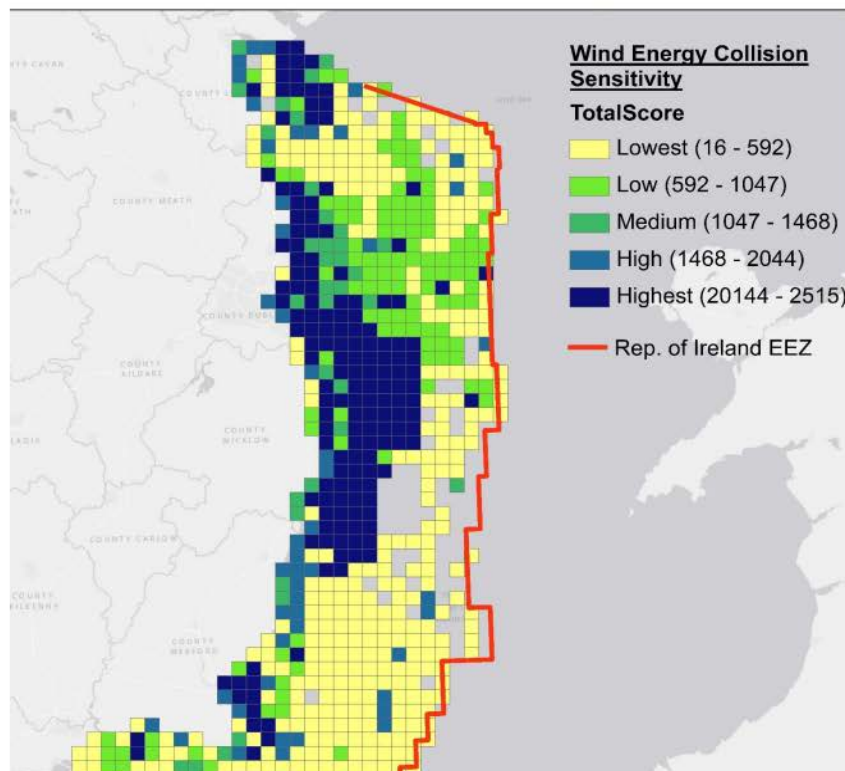 Wind Energy Collision
Sensitivity
TotalScore
Lowest (16 - 592)
Low (592 - 1047)
Medium (1047 - 1468)
High (1468 - 2044)
Highest (20144 - 2515)
Rep. of Ireland EEZ
COUNTY MEATH
COUNTY
KILDARE
COUNTY
WICKLOW
COUNTY CARLOW
COUNTY
KILKENNY
COUNTY
WEXFORD